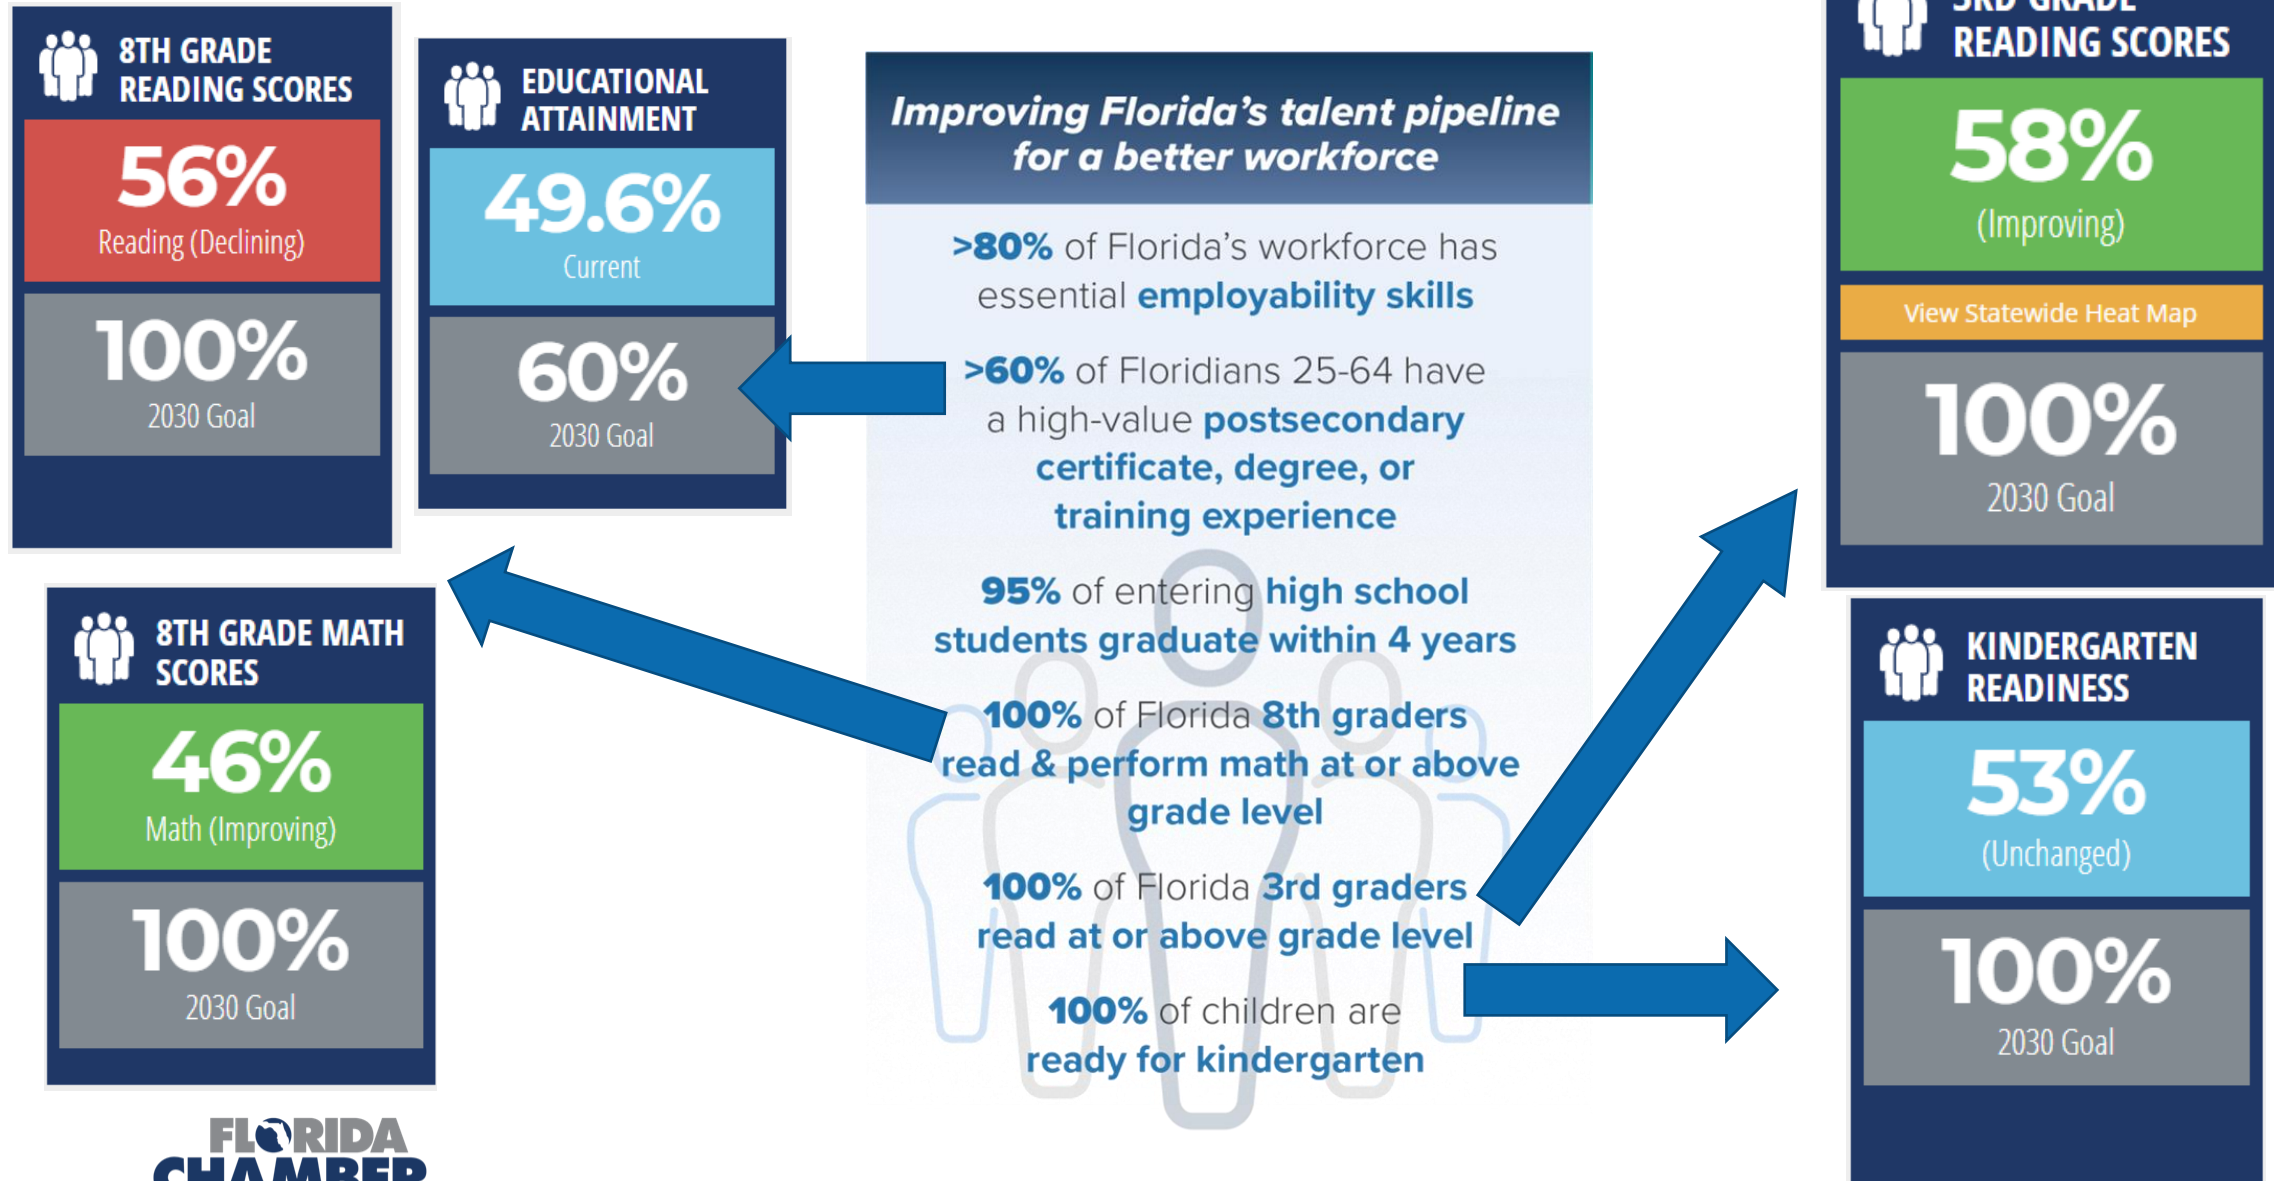 8TH GRADE
READING SCORES
56%
Reading (Declining)
100%
2030 Goal
EDUCATIONAL
ATTAINMENT
49.6%
Current
60%
2030 Goal
8TH GRADE MATH
SCORES
46%
Math (Improving)
100%
2030 Goal
FLORIDA
CHAMBER
Improving Florida's talent pipeline
for a better workforce
>80% of Florida's workforce has
essential employability skills
>60% of Floridians 25-64 have
a high-value postsecondary
certificate, degree, or
training experience
95% of entering high school
students graduate within 4 years
100% of Florida 8th graders
read & perform math at or above
grade level
100% of Florida 3rd graders
read at or above grade level
100% of children are
ready for kindergarten
3RD GRADE
READING SCORES
58%
(Improving)
View Statewide Heat Map
100%
2030 Goal
KINDERGARTEN
READINESS
53%
(Unchanged)
100%
2030 Goal